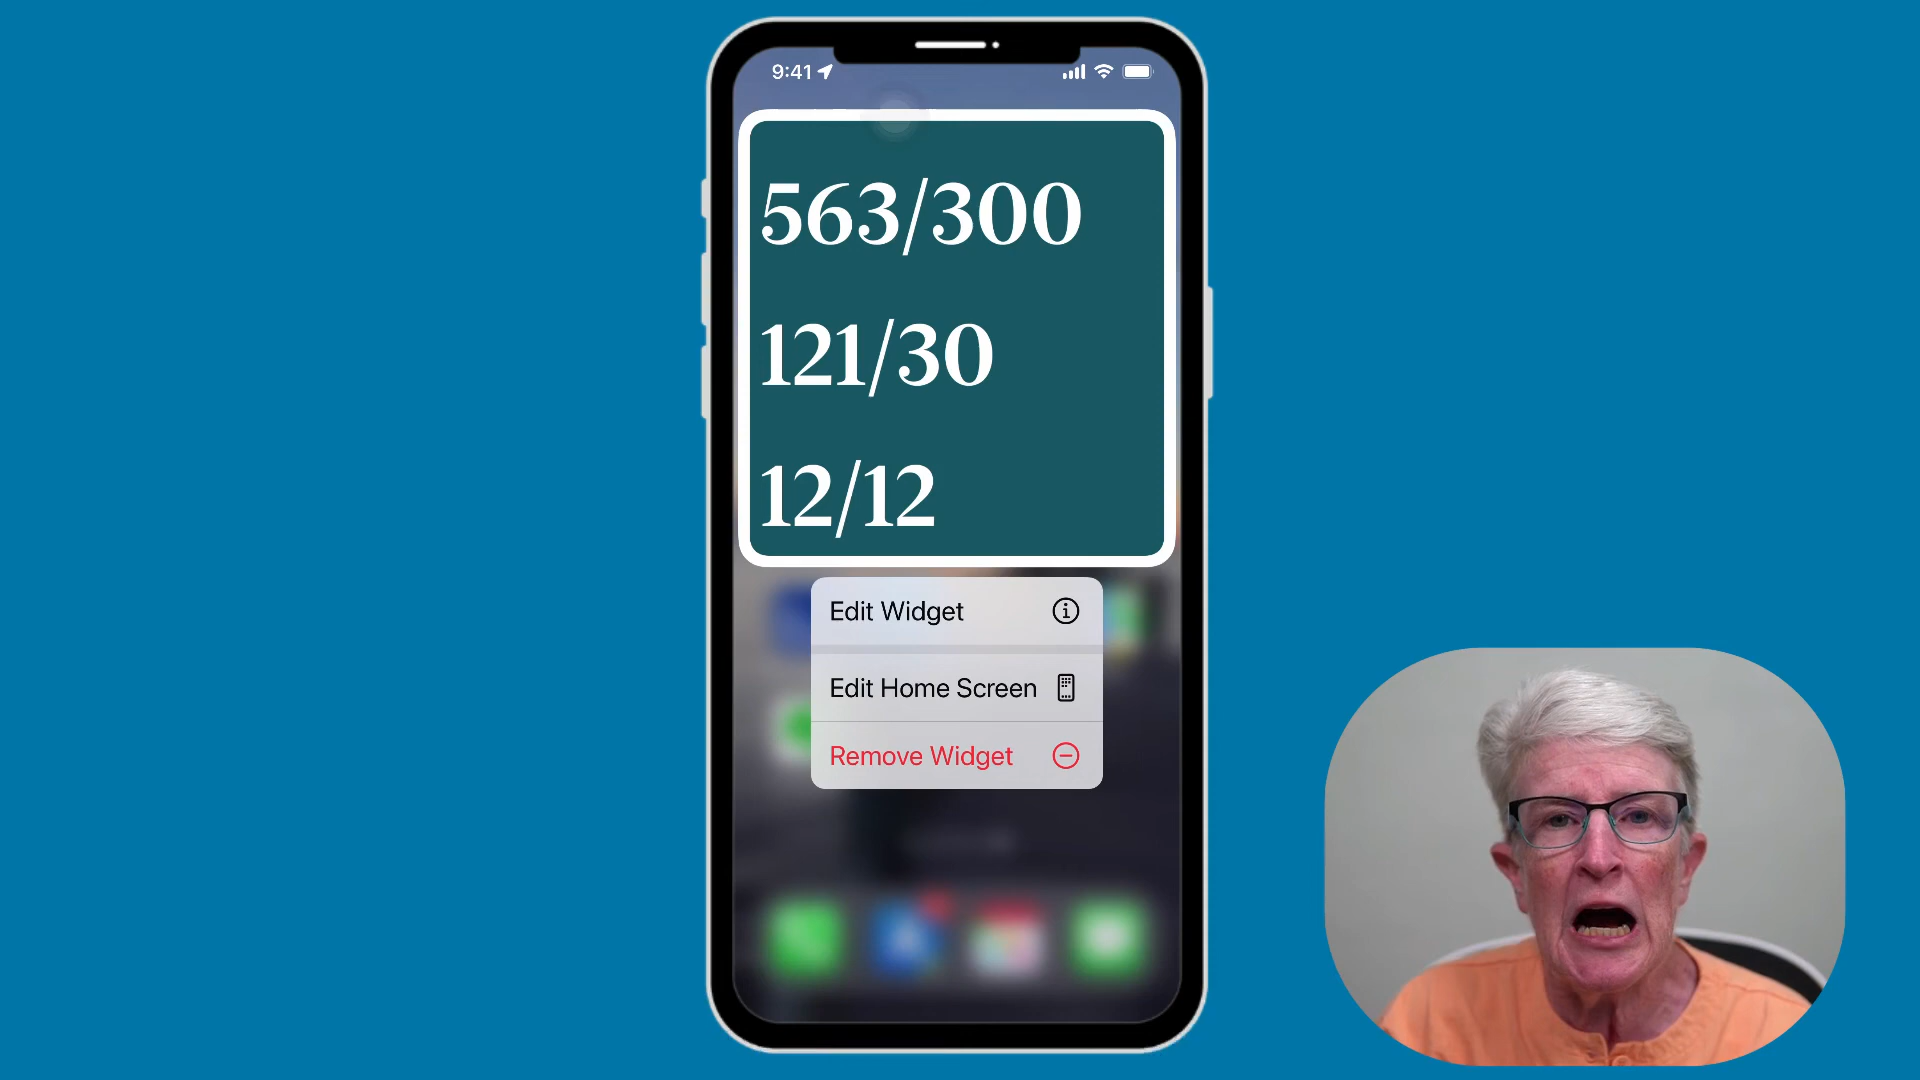 9:41
563/300
121/30
12/12
Edit Widget
Edit Home Screen
Remove Widget